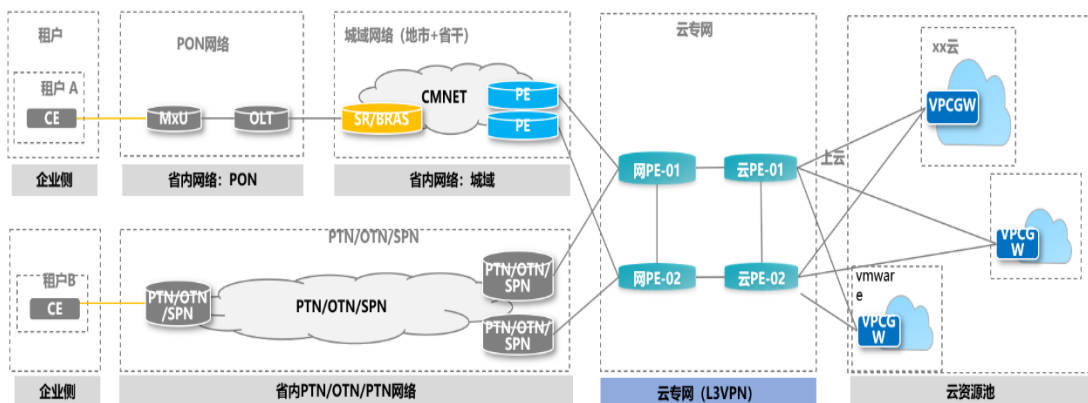 租户
PON网络
城域网络（地市+省干）
云专网
xx云
租户 A
CE
MxU
OLT
SR/BRAS
CMNET
PE
PE
VPCGW
上云
网PE-01
云PE-01
企业侧
省内网络：PON
省内网络：城域
VPCG
W
PTN/OTN/SPN
租户B
CE
PTN/OTN
/SPN
PTN/OTN/SPN
PTN/OTN/
SPN
PTN/OTN/
SPN
网PE-02
云PE-02
vmwar
e
VPCG
W
企业侧
省内PTN/OTN/PTN网络
云专网（L3VPN）
云资源池